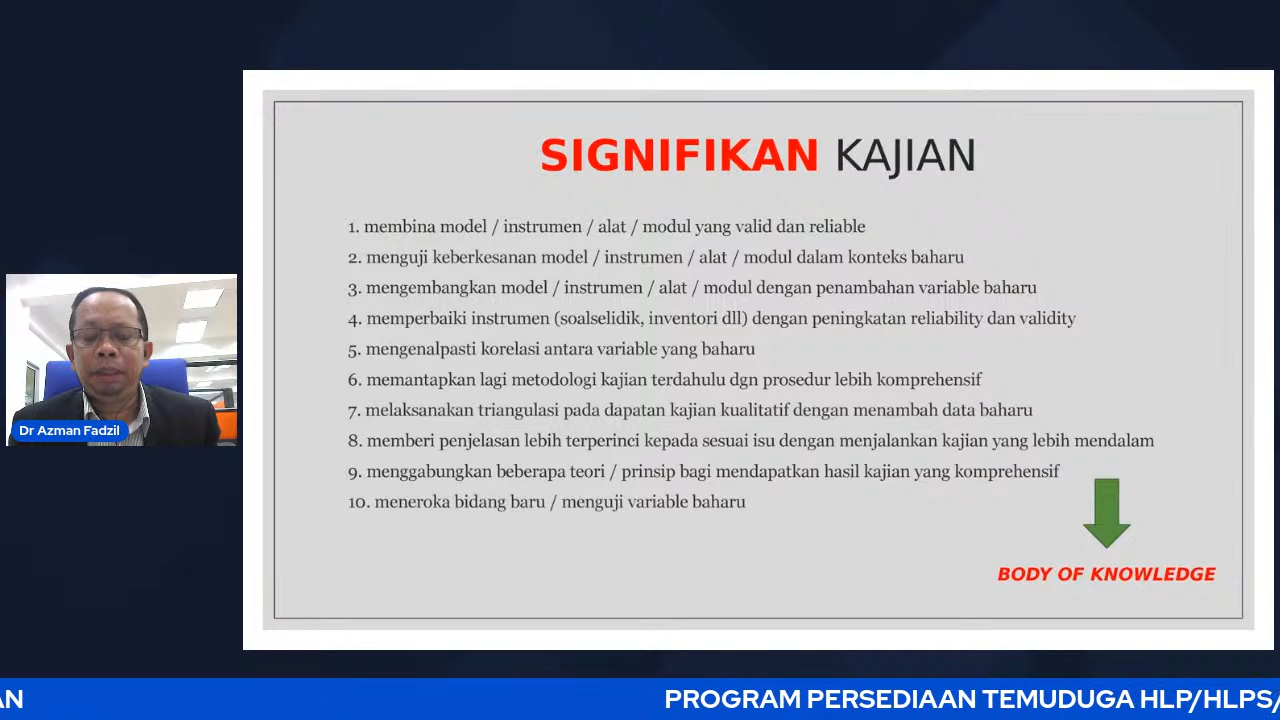 SIGNIFIKAN KAJIAN
1. membina model / instrumen / alat / modul yang valid dan reliable
2. menguji keberkesanan model / instrumen / alat / modul dalam konteks baharu
3. mengembangkan model / instrumen / alat / modul dengan penambahan variable baharu
4. memperbaiki instrumen (soalselidik, inventori dll) dengan peningkatan reliability dan validity
5. mengenalpasti korelasi antara variable yang baharu
6. memantapkan lagi metodologi kajian terdahulu dgn prosedur lebih komprehensif
7. melaksanakan triangulasi pada dapatan kajian kualitatif dengan menambah data baharu
8. memberi penjelasan lebih terperinci kepada sesuai isu dengan menjalankan kajian yang lebih mendalam
9. menggabungkan beberapa teori / prinsip bagi mendapatkan hasil kajian yang komprehensif
10. meneroka bidang baru / menguji variable baharu
BODY OF KNOWLEDGE
Dr Azman Fadzil
AN PROGRAM PERSEDIAAN TEMUDUGA HLP/HLPS/